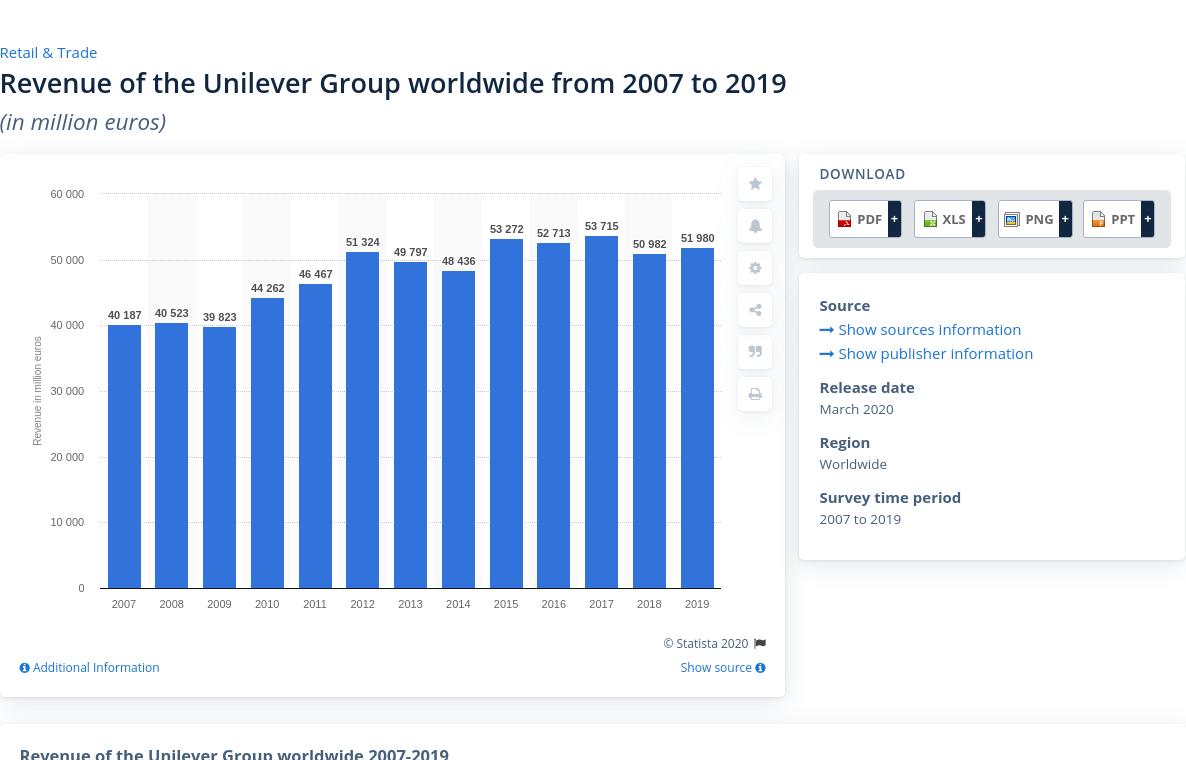 Retail & Trade
Revenue of the Unilever Group worldwide from 2007 to 2019
(in million euros)
60 000
50 000
40 000
30 000
20 000
10 000
0
Revenue in million euros
40 187
40 523
39 823
44 262
46 467
51 324
49 797
48 436
53 272
52 713
53 715
50 982
51 980
2007 2008 2009 2010 2011 2012 2013 2014 2015 2016 2017 2018 2019
© Statista 2020
Additional Information
Show source
DOWNLOAD
PDF + XLS + PNG + PPT +
Source
Show sources information
Show publisher information
Release date
March 2020
Region
Worldwide
Survey time period
2007 to 2019
Revenue of the Unilever Group worldwide 2007-2019